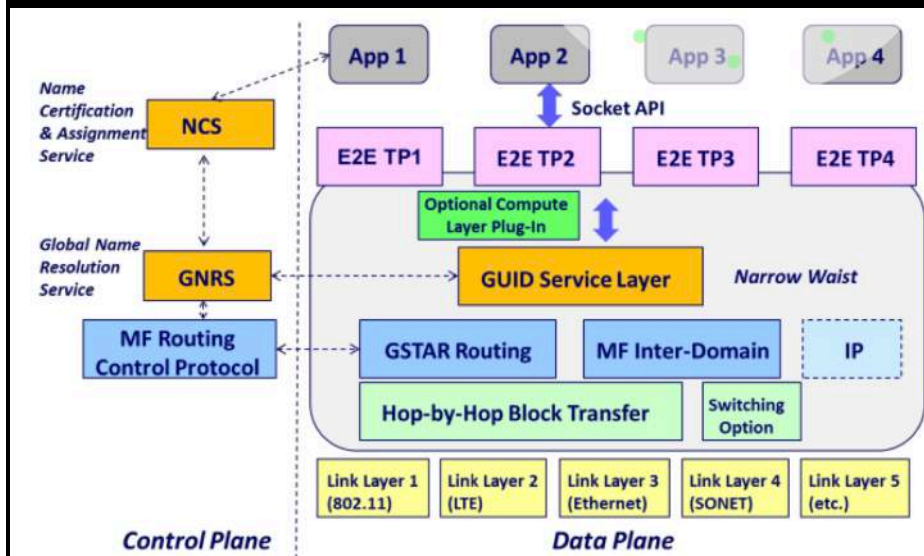 App 1
App 2
App 3
App 4
Name
Certification
& Assignment
Service
NCS
Socket API
E2E TP1
E2E TP2
E2E TP3
E2E TP4
Optional Compute
Layer Plug-In
Global Name
Resolution
Service
GNRS
GUID Service Layer
Narrow Waist
MF Routing
Control Protocol
GSTAR Routing
MF Inter-Domain
IP
Hop-by-Hop Block Transfer
Switching
Option
Link Layer 1
(802.11)
Link Layer 2
(LTE)
Link Layer 3
(Ethernet)
Link Layer 4
(SONET)
Link Layer 5
(etc.)
Control Plane
Data Plane